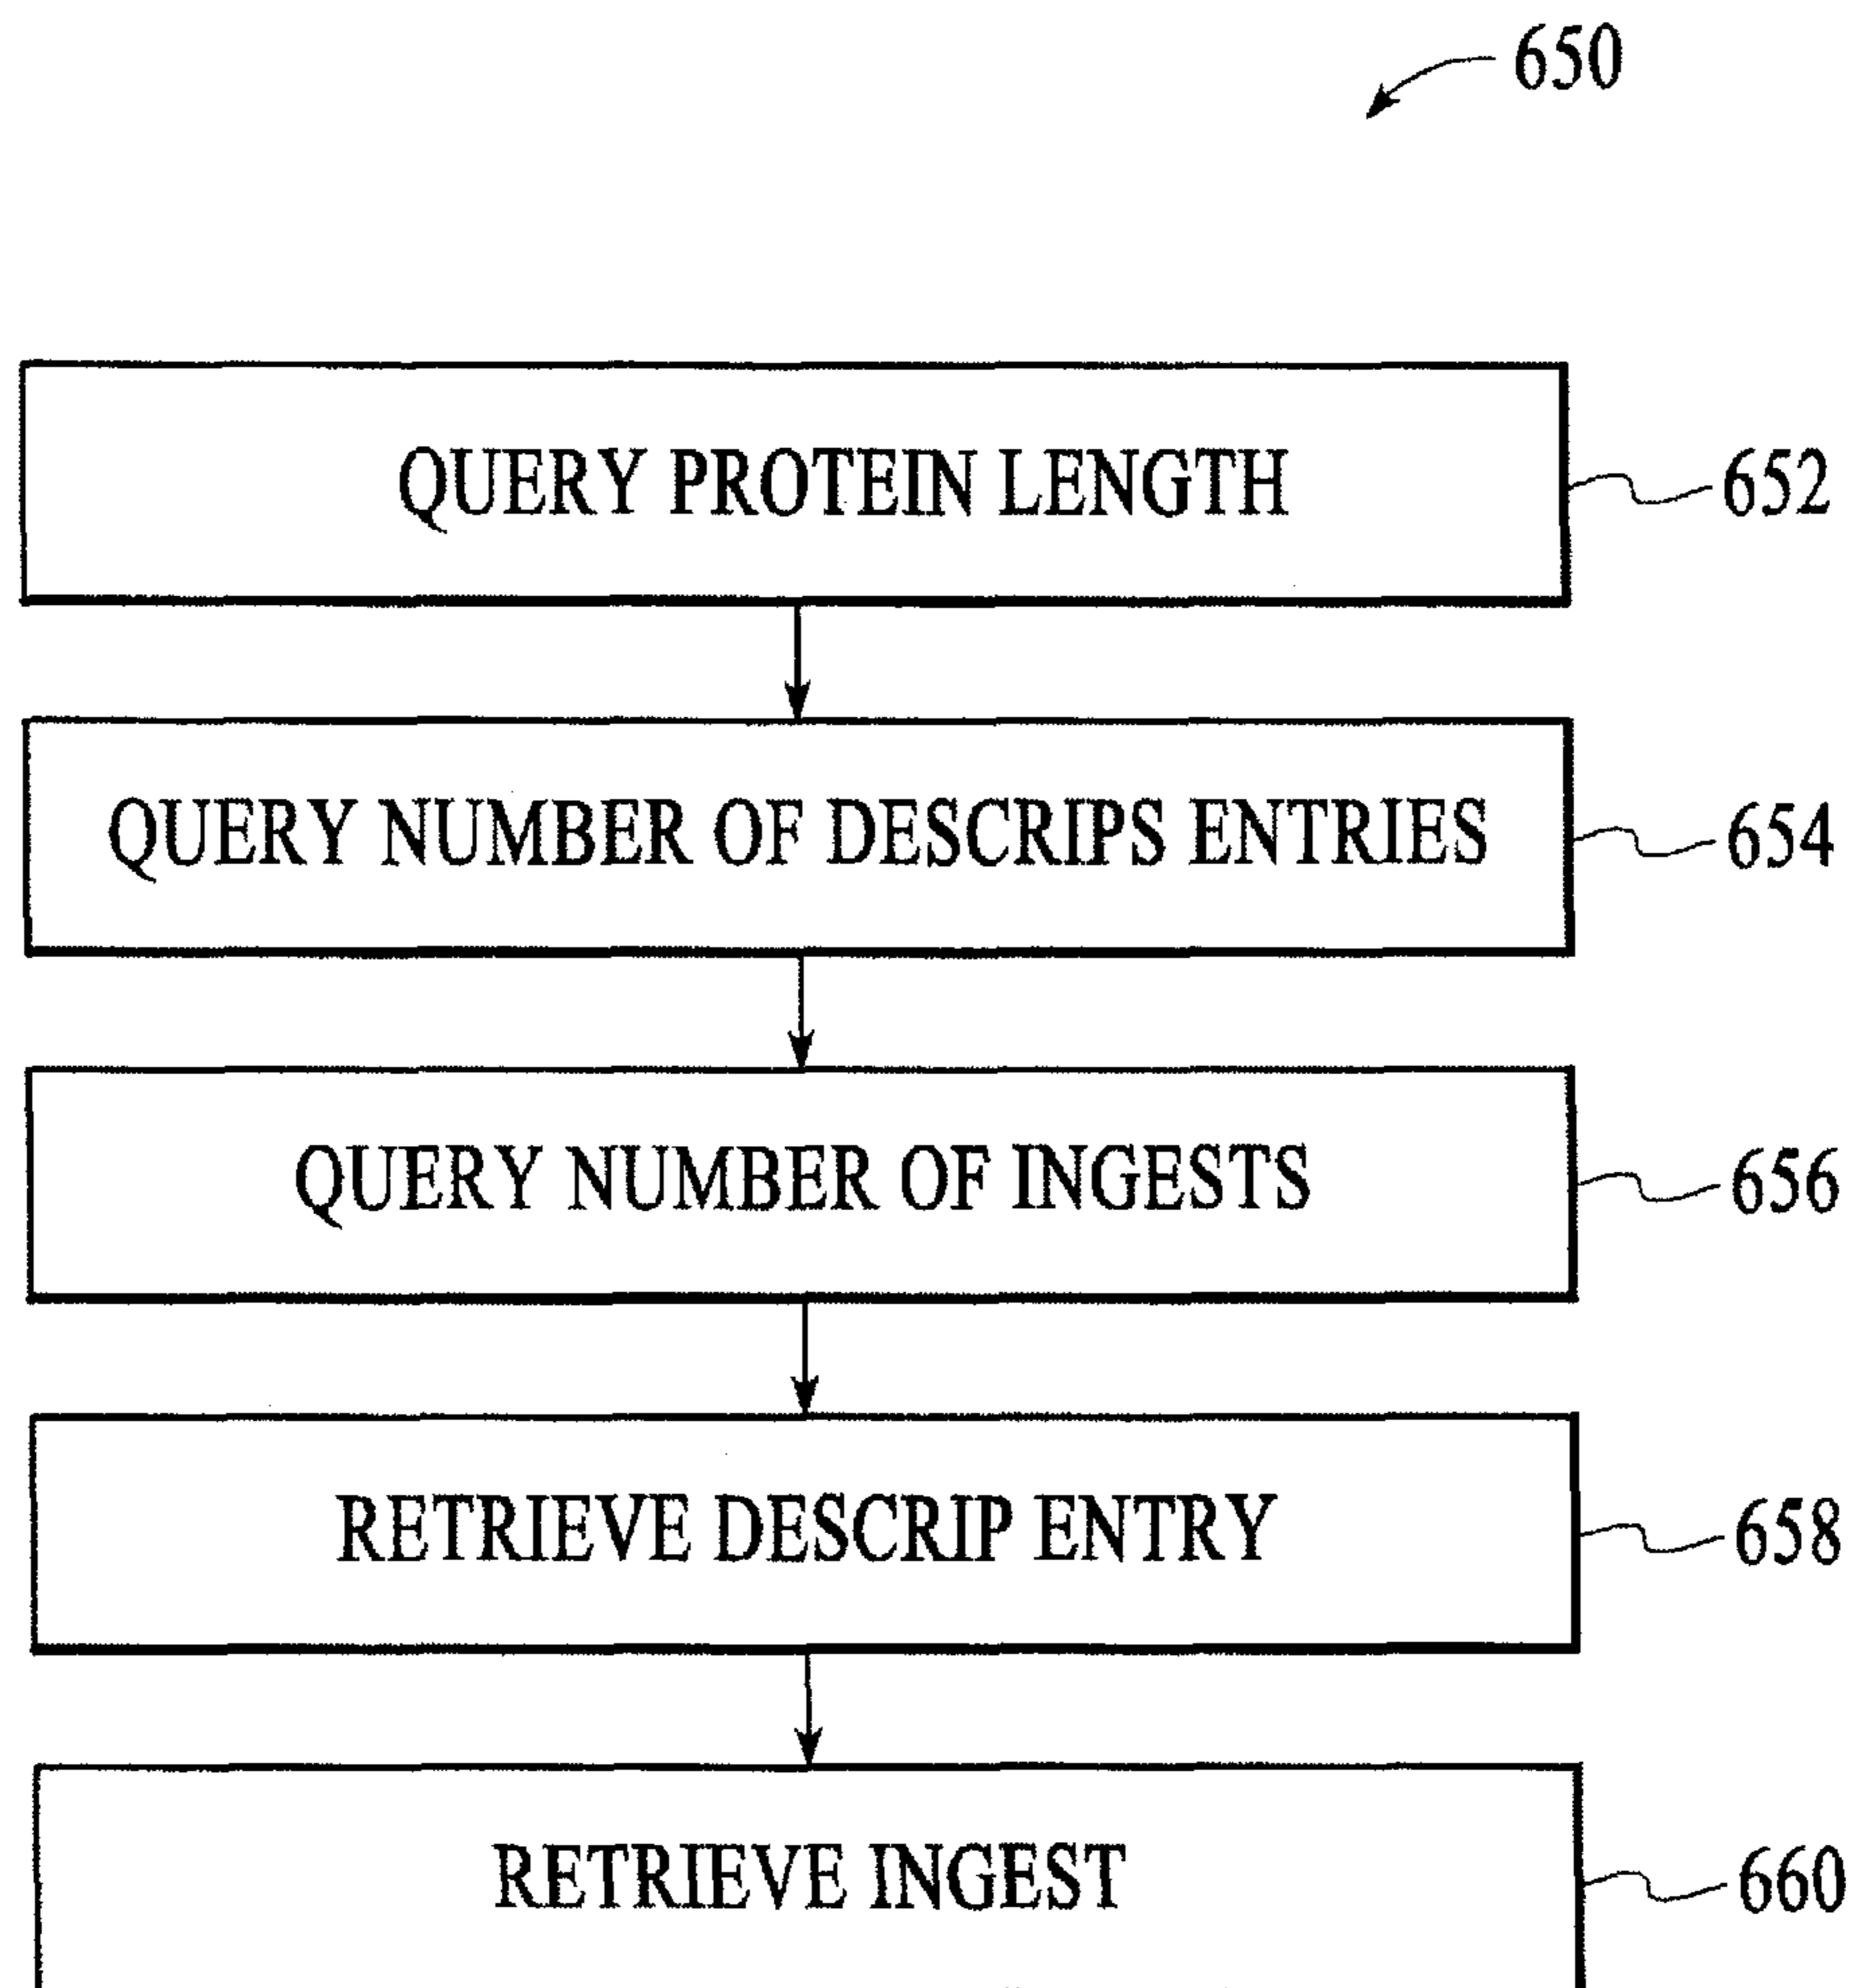 650
QUERY PROTEIN LENGTH
652
QUERY NUMBER OF DESCRIPS ENTRIES
654
QUERY NUMBER OF INGESTS
656
RETRIEVE DESCRIP ENTRY
658
RETRIEVE INGEST
660